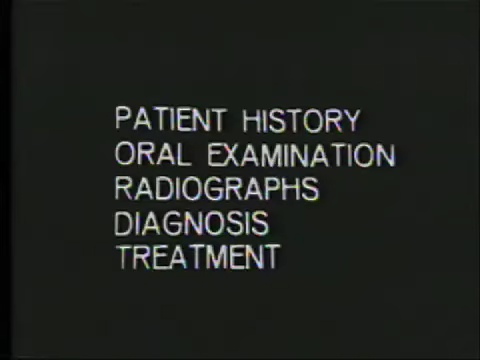 PATIENT HISTORY
ORAL EXAMINATION
RADIOGRAPHS
DIAGNOSIS
TREATMENT